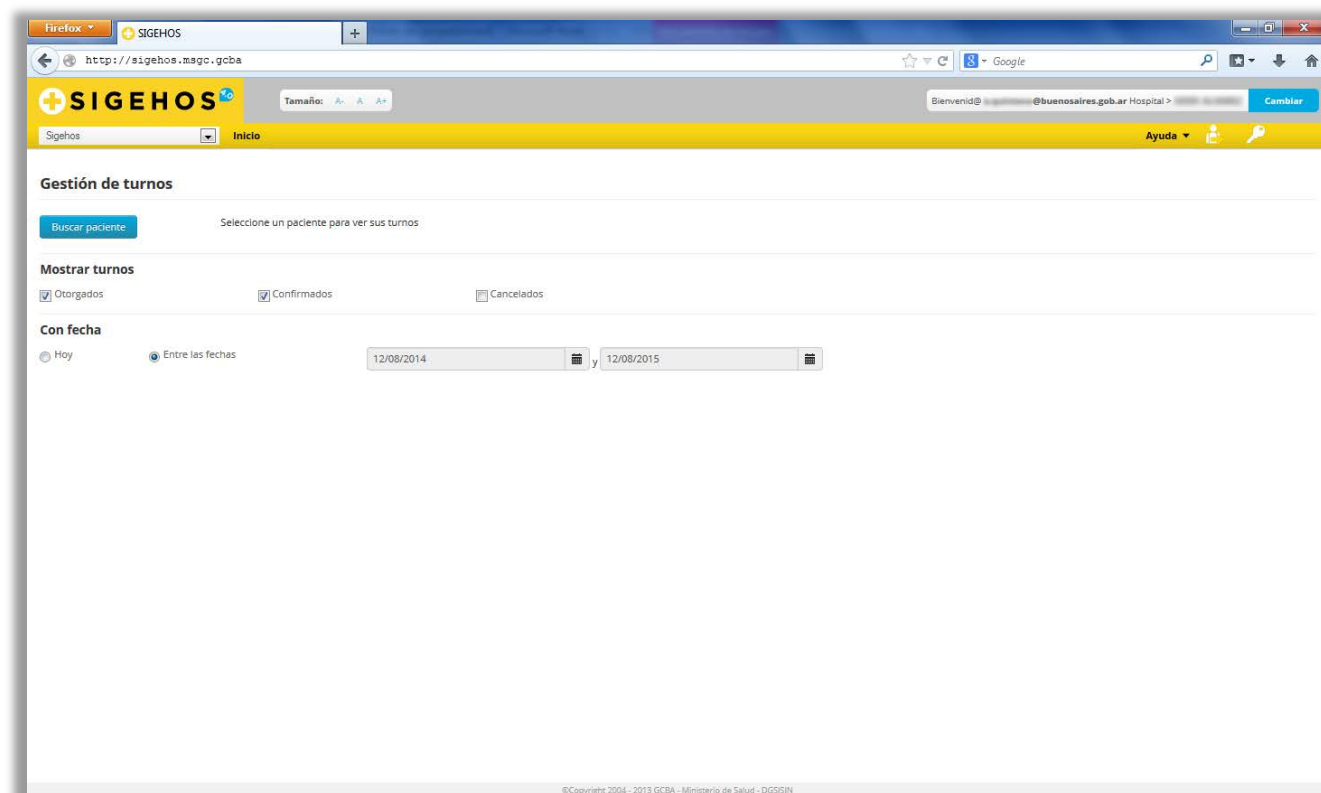 Firefox
SIGEHOS
http://sigehos.msgc.gcba
Google
SIGEHOS
Tamaño: A- A A+
Bienvenid@ @buenosaires.gob.ar Hospital >
Cambiar
Sigehos
Inicio
Ayuda
Gestión de turnos
Buscar paciente
Seleccione un paciente para ver sus turnos
Mostrar turnos
Otorgados
Confirmados
Cancelados
Con fecha
Hoy
Entre las fechas
12/08/2014
y
12/08/2015
©Copyright 2004 - 2013 GCBA - Ministerio de Salud - DGSISIN